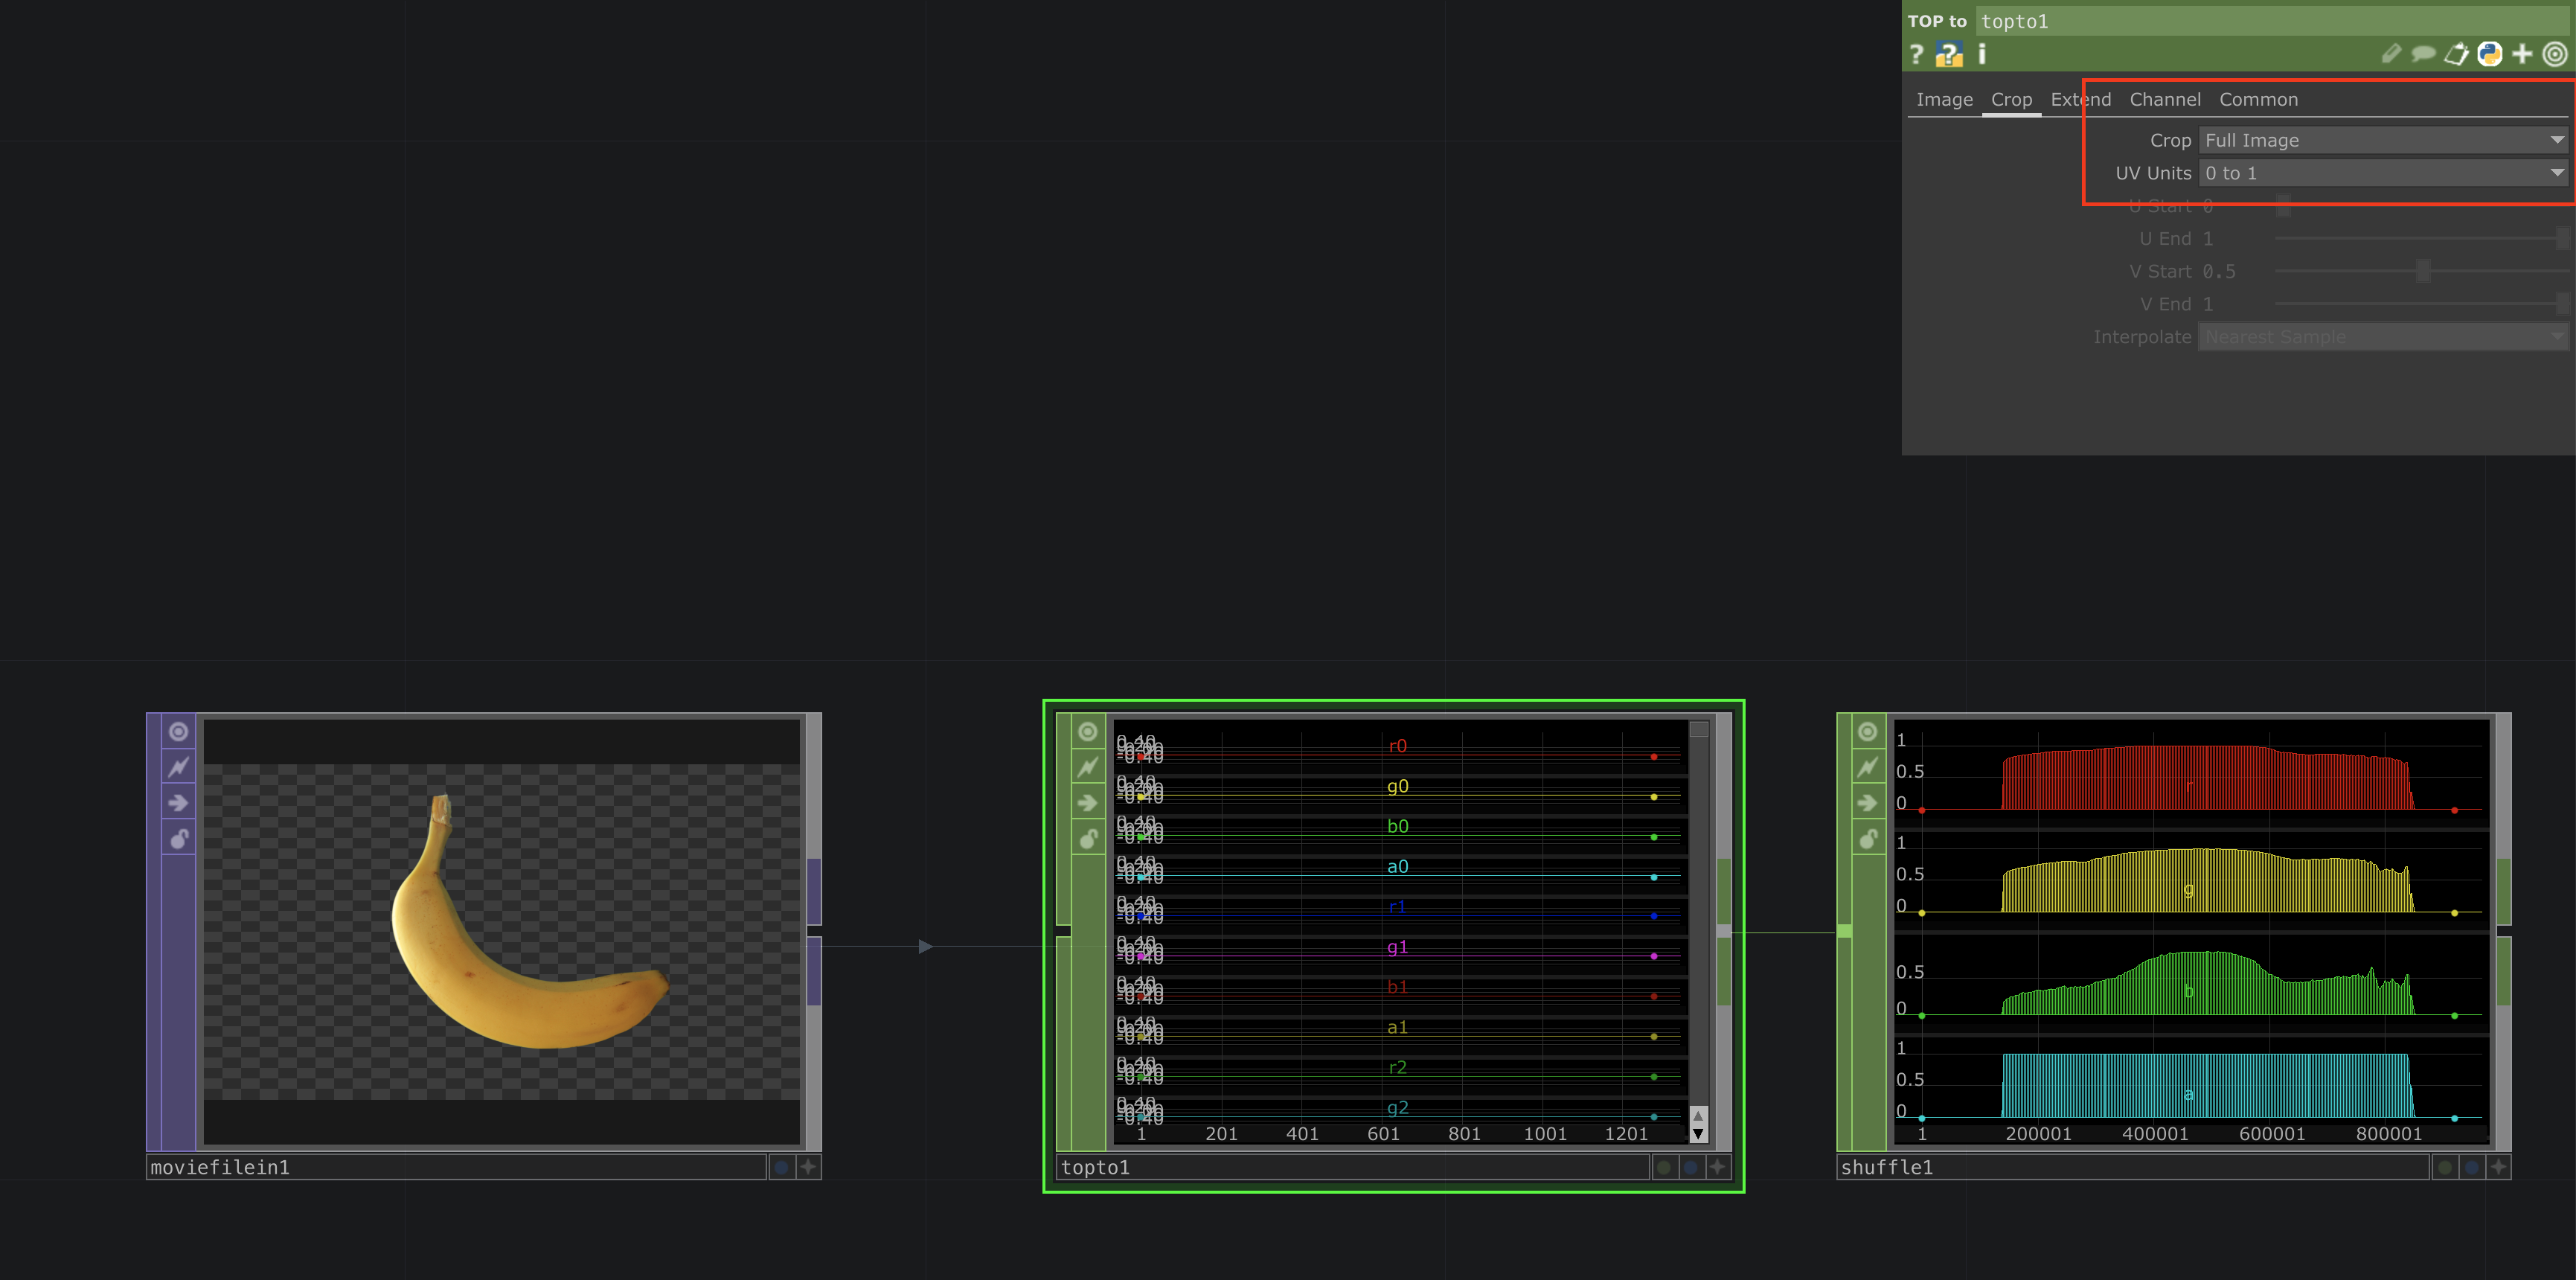 TOP to topto1
? ? i
Image Crop Extend Channel Common
Crop Full Image
UV Units 0 to 1
U Start 0
U End 1
V Start 0.5
V End 1
Interpolate Nearest Sample
moviefilein1
r0
g0
b0
a0
r1
g1
b1
a1
r2
g2
1 201 401 601 801 1001 1201
topto1
1
0.5
0
r
1
0.5
0
g
0.5
0
b
1
0.5
0
a
1 200001 400001 600001 800001
shuffle1